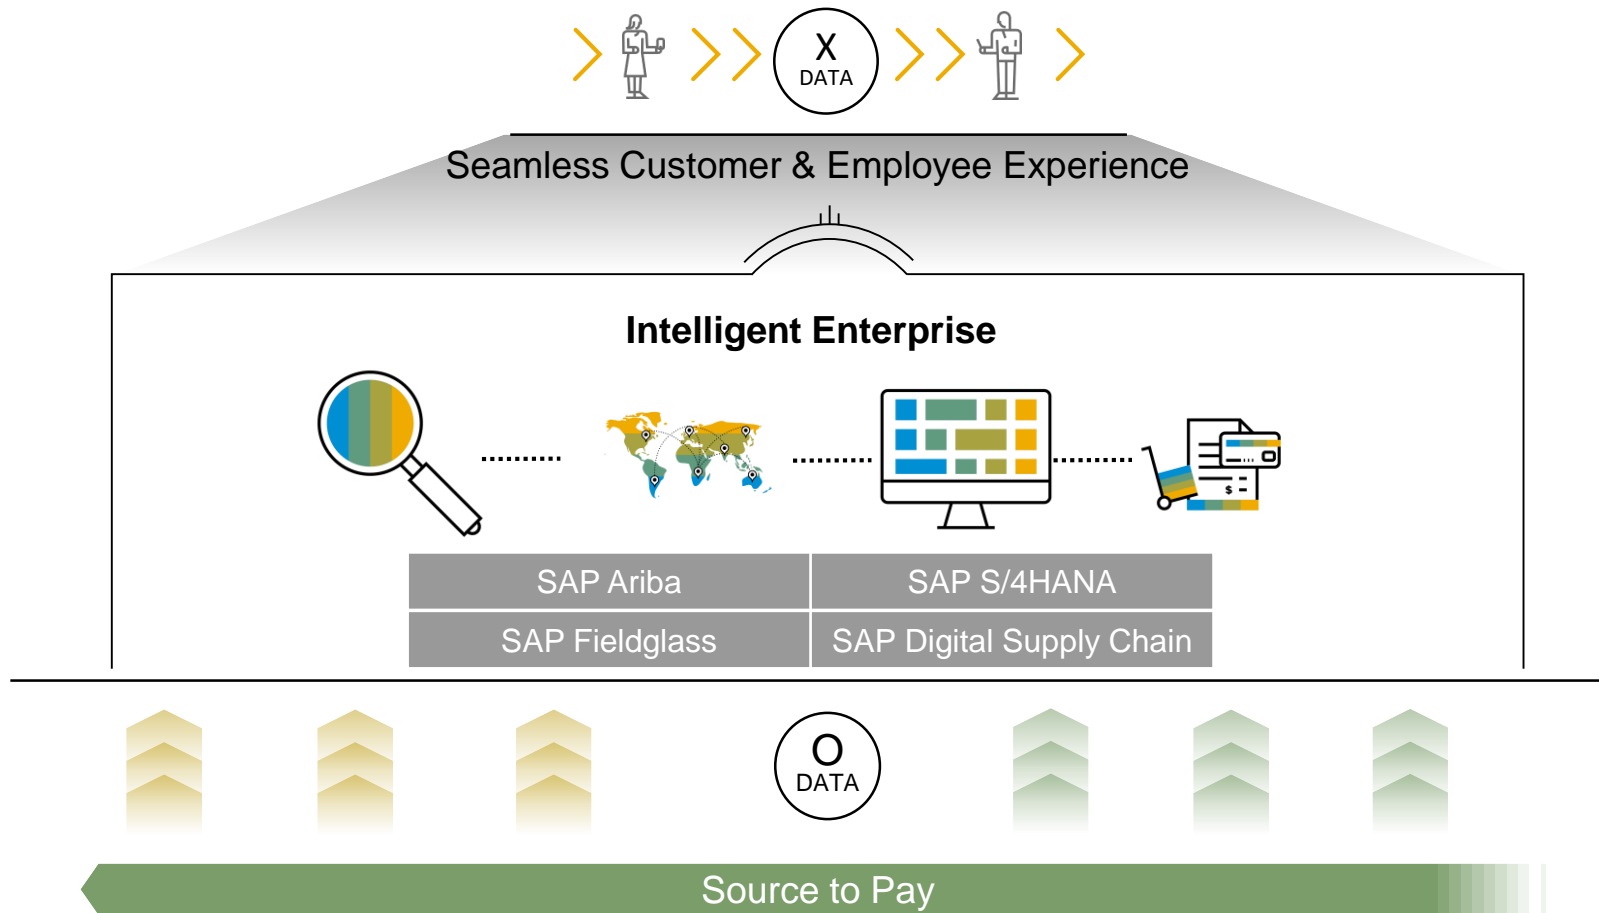 X
DATA
Seamless Customer & Employee Experience
Intelligent Enterprise
$
SAP Ariba
SAP S/4HANA
SAP Fieldglass
SAP Digital Supply Chain
O
DATA
Source to Pay